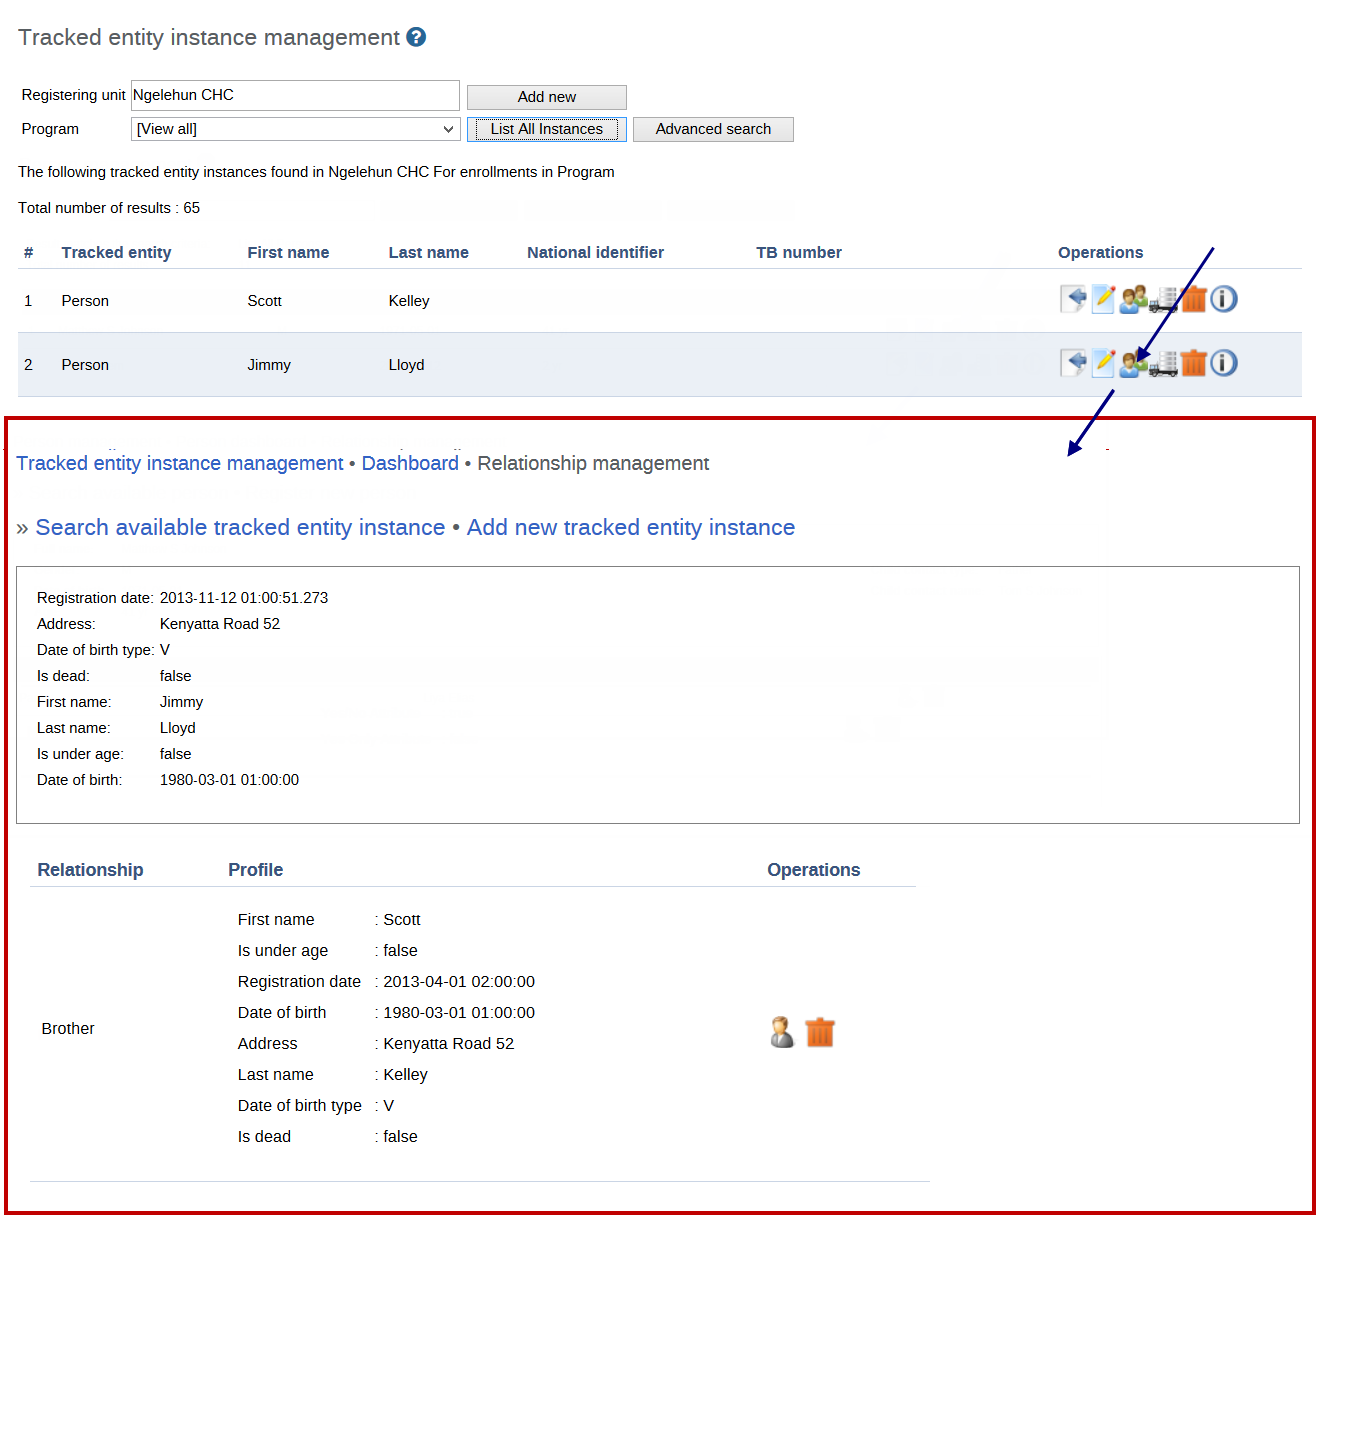 Tracked entity instance management ?
Registering unit Ngelehun CHC Add new
Program [View all] List All Instances Advanced search
The following tracked entity instances found in Ngelehun CHC For enrollments in Program
Total number of results : 65
# Tracked entity First name Last name National identifier TB number Operations
1 Person Scott Kelley
2 Person Jimmy Lloyd
Tracked entity instance management • Dashboard • Relationship management
» Search available tracked entity instance • Add new tracked entity instance
Registration date: 2013-11-12 01:00:51.273
Address: Kenyatta Road 52
Date of birth type: V
Is dead: false
First name: Jimmy
Last name: Lloyd
Is under age: false
Date of birth: 1980-03-01 01:00:00
Relationship Profile Operations
First name : Scott
Is under age : false
Registration date : 2013-04-01 02:00:00
Date of birth : 1980-03-01 01:00:00
Brother
Address : Kenyatta Road 52
Last name : Kelley
Date of birth type : V
Is dead : false